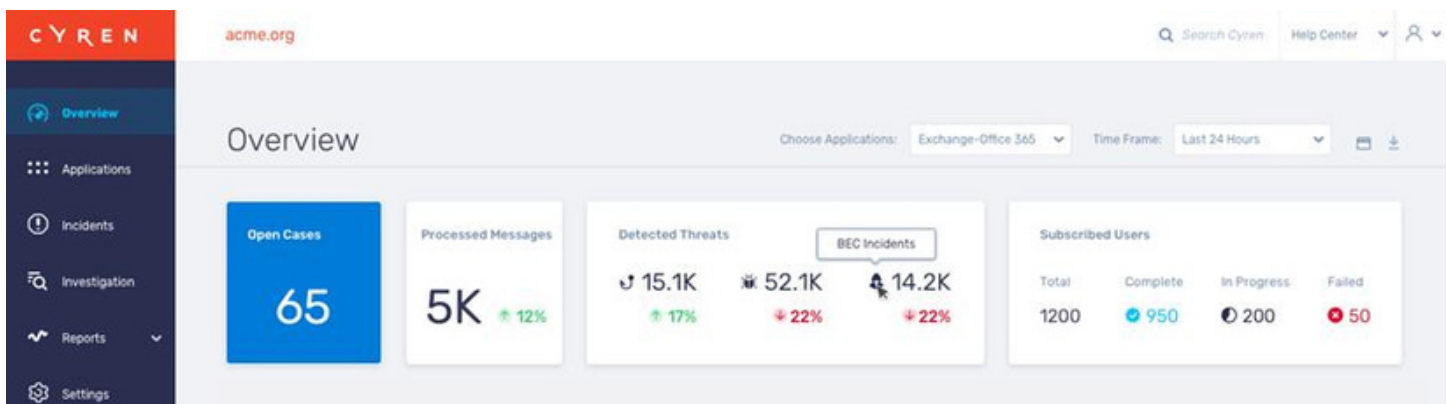 CYREN
acme.org
Search Cyren
Help Center
Overview
Applications
Incidents
Investigation
Reports
Settings
Overview
Choose Applications:
Exchange-Office 365
Time Frame:
Last 24 Hours
Open Cases
65
Processed Messages
5K
12%
Detected Threats
BEC Incidents
15.1K
52.1K
14.2K
17%
22%
22%
Subscribed Users
Total
Complete
In Progress
Failed
1200
950
200
50